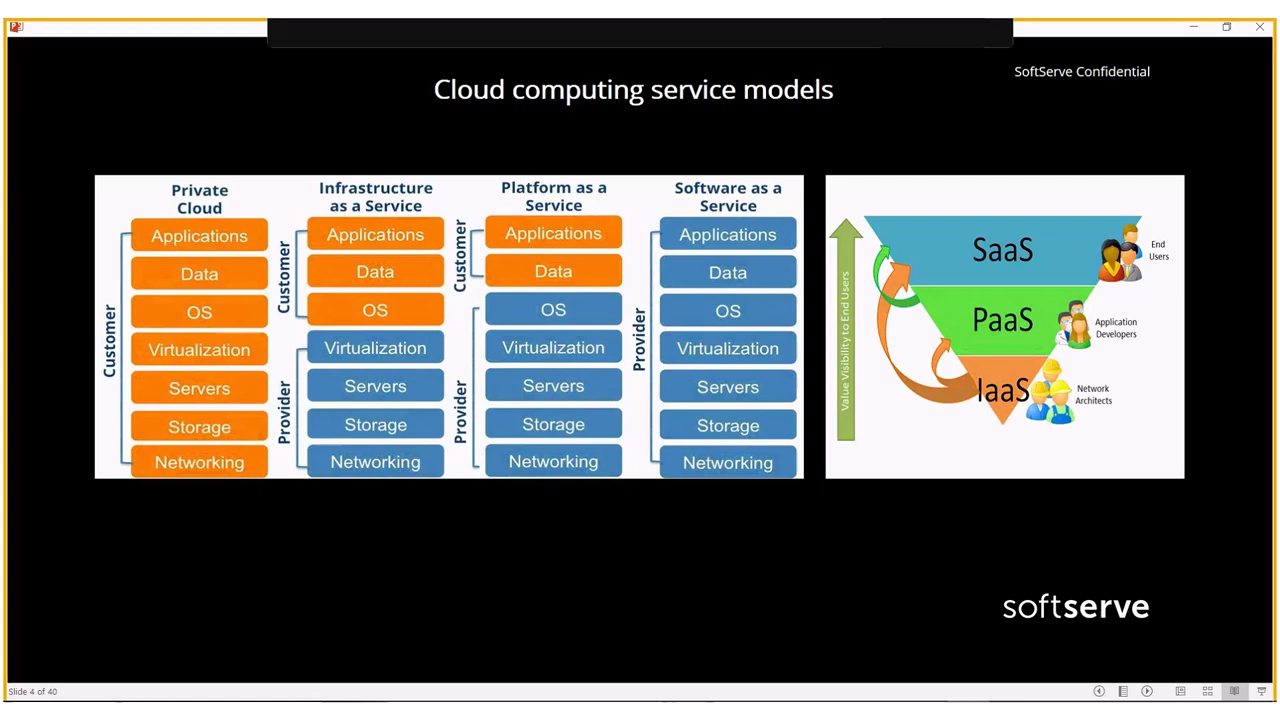 SoftServe Confidential
Cloud computing service models
Private
Cloud
Customer
Applications
Data
OS
Virtualization
Servers
Storage
Networking
Infrastructure
as a Service
Customer
Provider
Applications
Data
OS
Virtualization
Servers
Storage
Networking
Platform as a
Service
Customer
Provider
Applications
Data
OS
Virtualization
Servers
Storage
Networking
Software as a
Service
Provider
Applications
Data
OS
Virtualization
Servers
Storage
Networking
Value Visibility to End Users
SaaS
End
Users
PaaS
Application
Developers
IaaS
Network
Architects
softserve
Slide 4 of 40